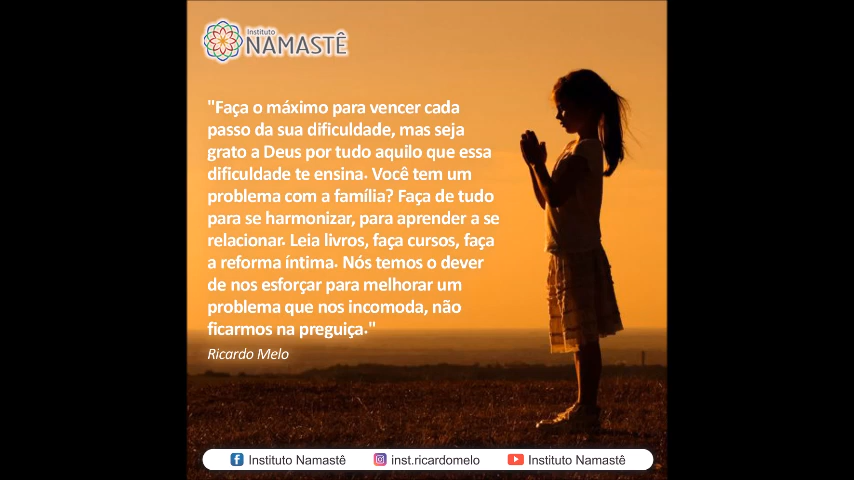 Instituto
NAMASTÊ
"Faça o máximo para vencer cada
passo da sua dificuldade, mas seja
grato a Deus por tudo aquilo que essa
dificuldade te ensina. Você tem um
problema com a família? Faça de tudo
para se harmonizar, para aprender a se
relacionar. Leia livros, faça cursos, faça
a reforma íntima. Nós temos o dever
de nos esforçar para melhorar um
problema que nos incomoda, não
ficarmos na preguiça."
Ricardo Melo
Instituto Namastê inst.ricardomelo Instituto Namastê